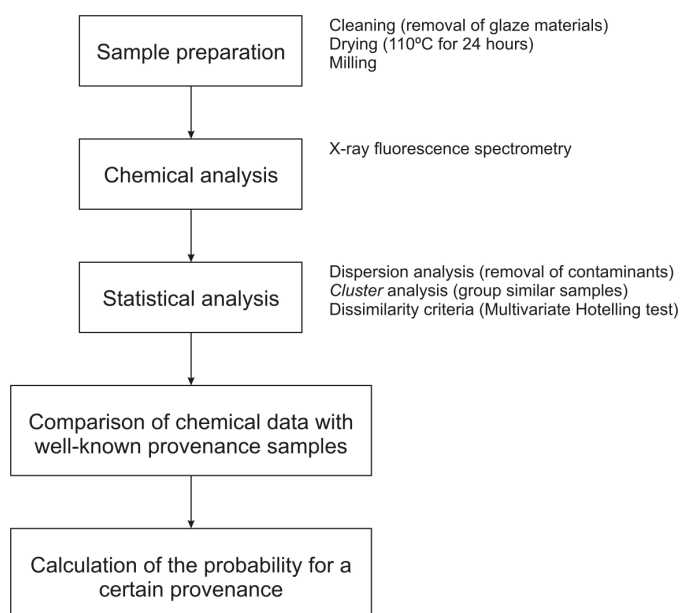 Sample preparation
Cleaning (removal of glaze materials)
Drying (110ºC for 24 hours)
Milling
Chemical analysis
X-ray fluorescence spectrometry
Statistical analysis
Dispersion analysis (removal of contaminants)
Cluster analysis (group similar samples)
Dissimilarity criteria (Multivariate Hotelling test)
Comparison of chemical data with
well-known provenance samples
Calculation of the probability for a
certain provenance